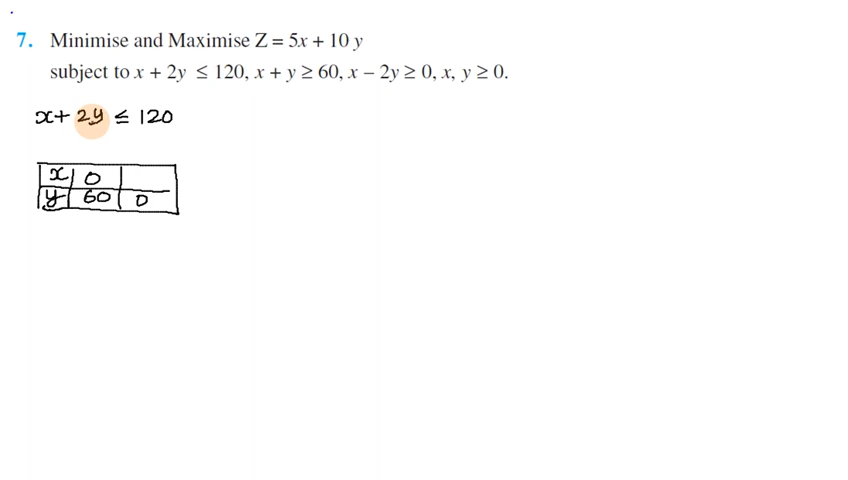 7. Minimise and Maximise Z = 5x + 10 y
subject to x + 2y ≤ 120, x + y ≥ 60, x – 2y ≥ 0, x, y ≥ 0.
x + 2y ≤ 120
x 0
y 60 0